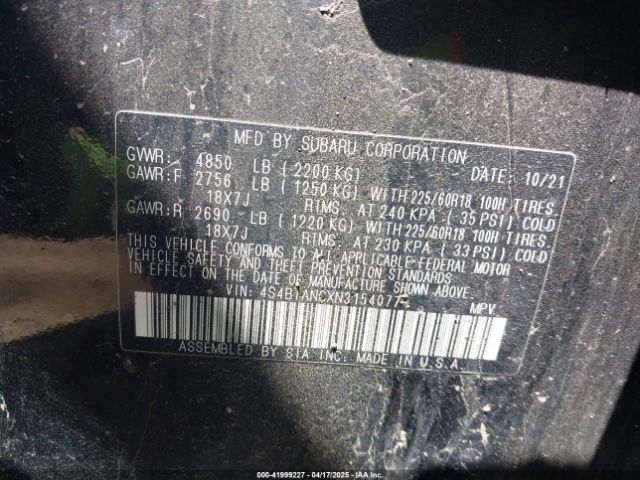 MFD BY SUBARU CORPORATION
GVWR: 4850 LB (2200 KG) DATE: 10/21
GAWR:F 2756 LB (1250 KG) WITH 225/60R18 100H TIRES.
18X7J RIMS. AT 240 KPA (35 PSI) COLD
GAWR:R 2690 LB (1220 KG) WITH 225/60R18 100H TIRES.
18X7J RIMS. AT 230 KPA (33 PSI) COLD
THIS VEHICLE CONFORMS TO ALL APPLICABLE FEDERAL MOTOR
VEHICLE SAFETY AND THEFT PREVENTION STANDARDS
IN EFFECT ON THE DATE OF MANUFACTURE SHOWN ABOVE.
VIN: 4S4BTANCXN3154077 MPV
ASSEMBLED BY SIA INC. MADE IN U.S.A.
000-41999227 - 04/17/2025 - IAA Inc.